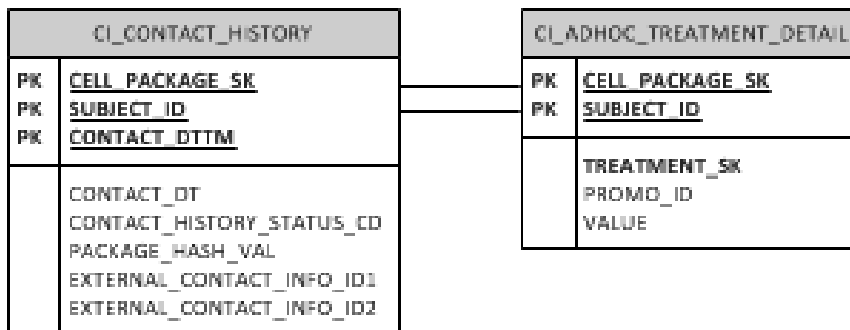 CI_CONTACT_HISTORY
PK CELL_PACKAGE_SK
PK SUBJECT_ID
PK CONTACT_DTTM
CONTACT_DT
CONTACT_HISTORY_STATUS_CD
PACKAGE_HASH_VAL
EXTERNAL_CONTACT_INFO_ID1
EXTERNAL_CONTACT_INFO_ID2
CI_ADHOC_TREATMENT_DETAIL
PK CELL_PACKAGE_SK
PK SUBJECT_ID
TREATMENT_SK
PROMO_ID
VALUE